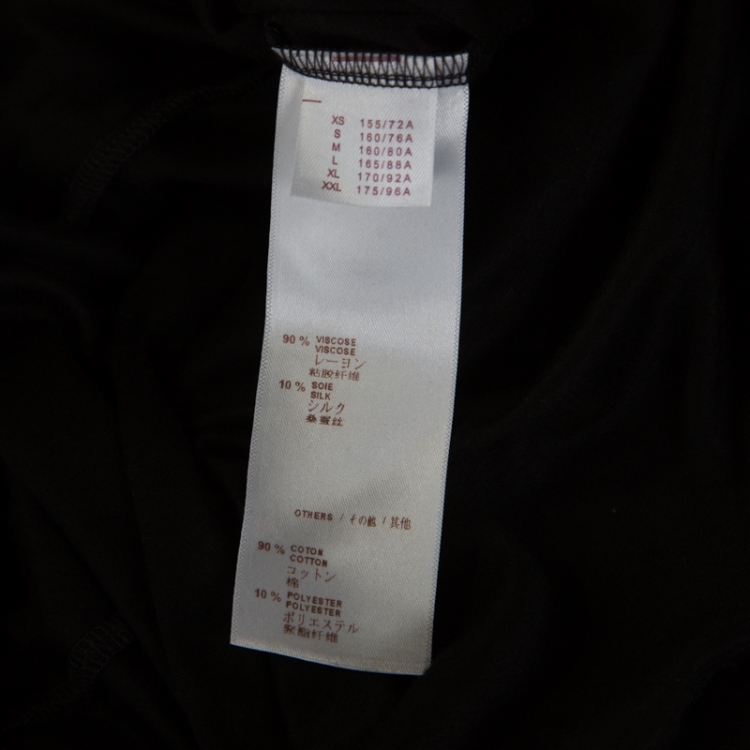 XS 155/72A
S 160/76A
M 160/80A
L 165/88A
XL 170/92A
XXL 175/96A
90 % VISCOSE
VISCOSE
レーヨン
粘胶纤维
10 % SOIE
SILK
シルク
桑蚕丝
OTHERS / その他 / 其他
90 % COTON
COTTON
コットン
棉
10 % POLYESTER
POLYESTER
ポリエステル
聚酯纤维